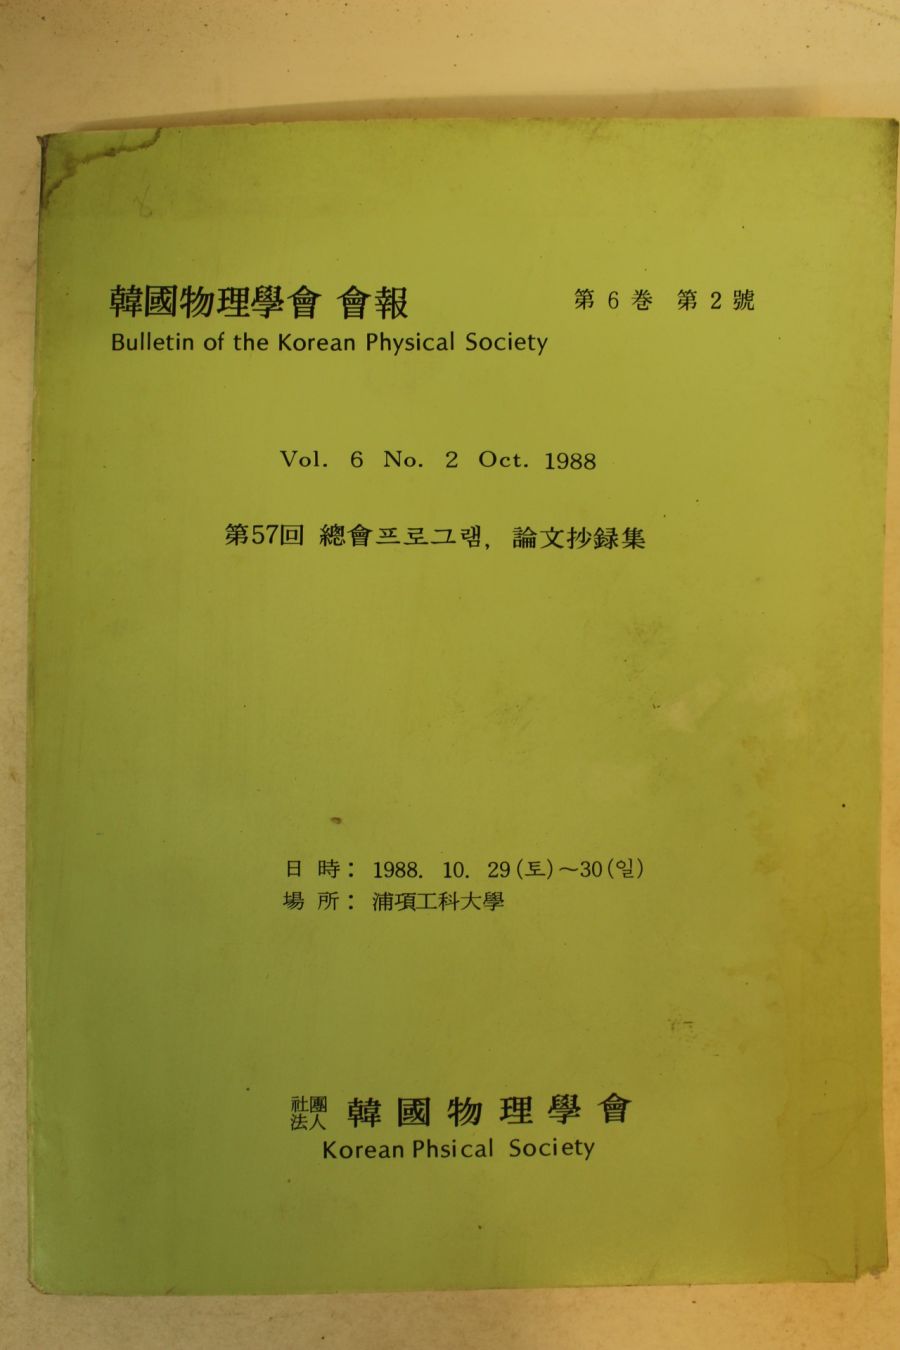 韓國物理學會 會報
第 6 巻 第 2 號
Bulletin of the Korean Physical Society
Vol. 6 No. 2 Oct. 1988
第57回 總會프로그램, 論文抄録集
日 時: 1988. 10. 29(토)~30(일)
場 所: 浦項工科大學
社團法人 韓國物理學會
Korean Phsical Society